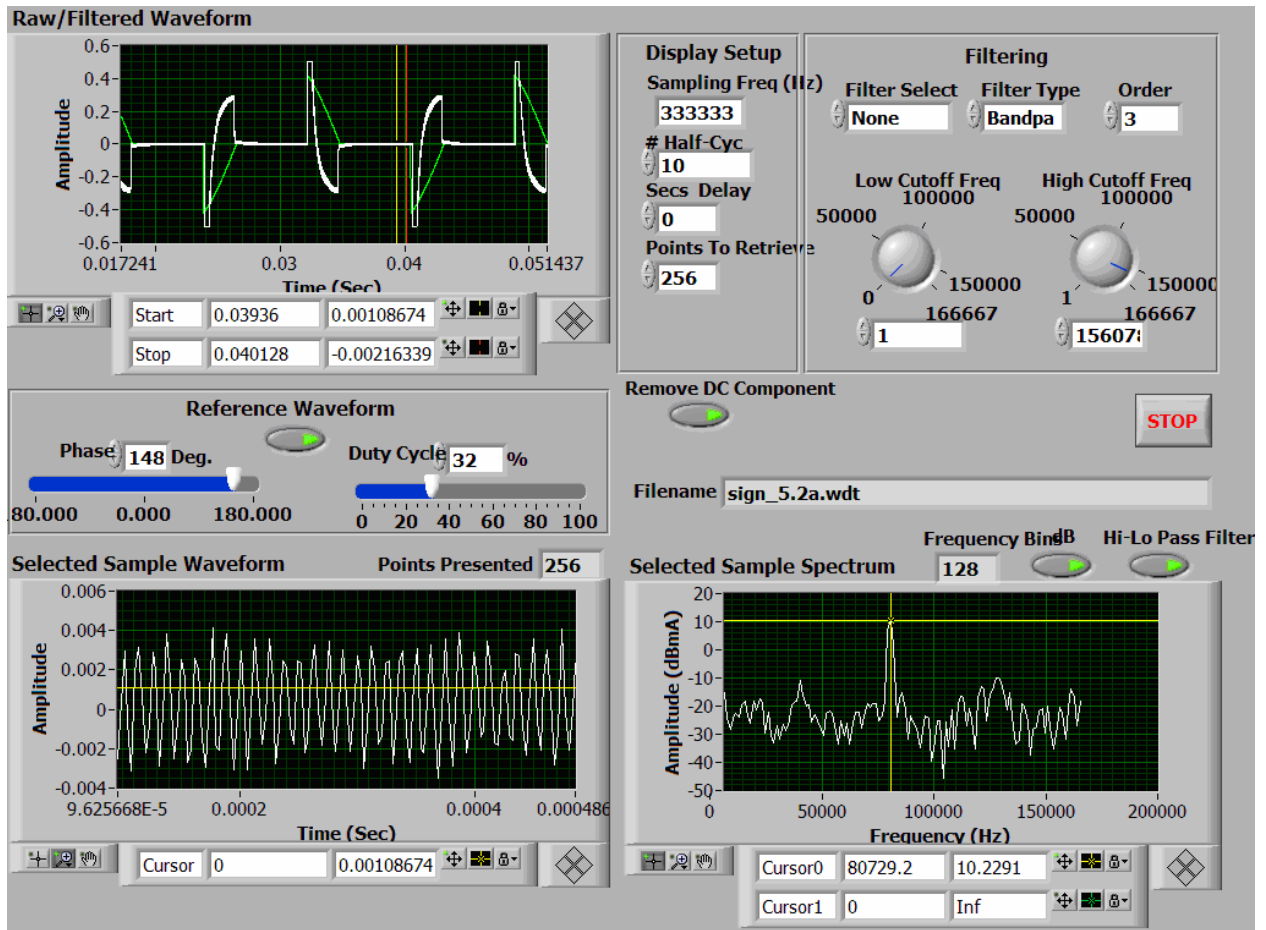 Raw/Filtered Waveform
0.6
0.4
0.2
0
-0.2
-0.4
-0.6
Amplitude
0.017241 0.03 0.04 0.051437
Time (Sec)
Start 0.03936 0.00108674
Stop 0.040128 -0.00216339
Display Setup
Sampling Freq (Hz)
333333
# Half-Cyc
10
Secs Delay
0
Points To Retrieve
256
Filtering
Filter Select Filter Type Order
None Bandpa 3
Low Cutoff Freq High Cutoff Freq
100000 100000
50000 50000
0 150000 1 150000
166667 166667
1 15607
Reference Waveform
Phase 148 Deg. Duty Cycle 32 %
80.000 0.000 180.000
0 20 40 60 80 100
Remove DC Component
STOP
Filename sign_5.2a.wdt
Selected Sample Waveform Points Presented 256
0.006
0.004
0.002
0
-0.002
-0.004
Amplitude
9.625668E-5 0.0002 0.0004 0.000486
Time (Sec)
Cursor 0 0.00108674
Frequency Bins dB Hi-Lo Pass Filter
Selected Sample Spectrum 128
20
10
0
-10
-20
-30
-40
-50
Amplitude (dBmA)
0 50000 100000 150000 200000
Frequency (Hz)
Cursor0 80729.2 10.2291
Cursor1 0 Inf